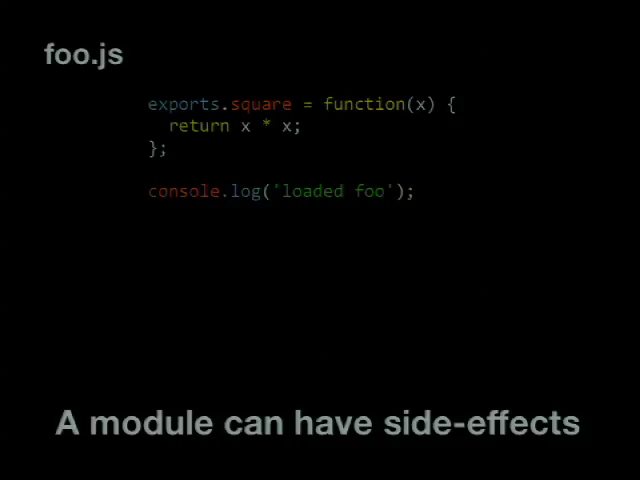 foo.js
exports.square = function(x) {
  return x * x;
};
console.log('loaded foo');
A module can have side-effects